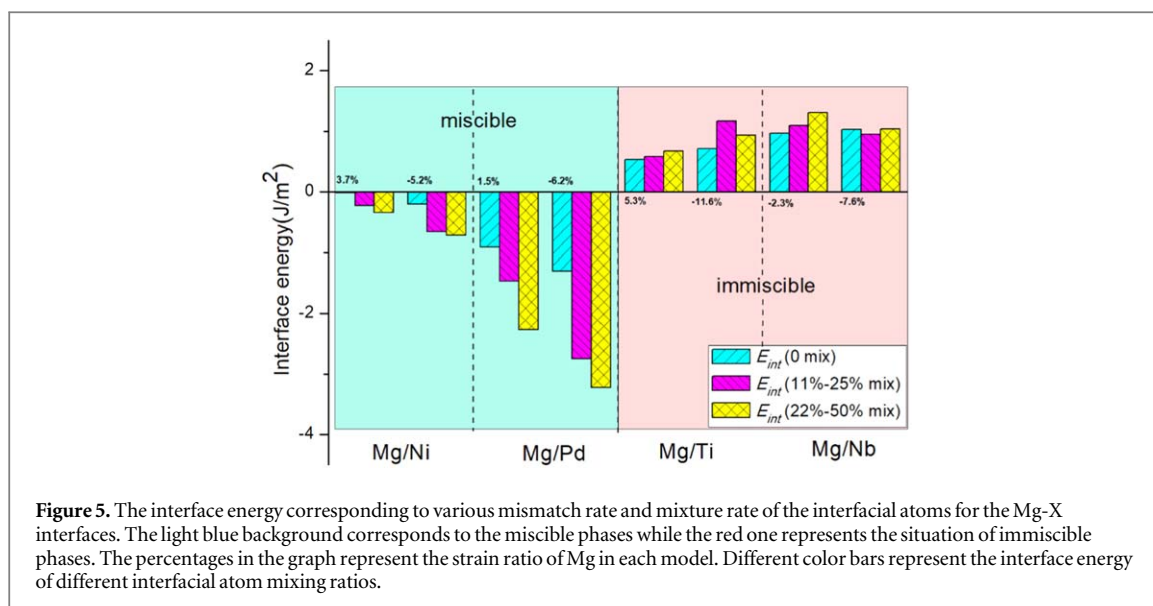 2
0
-2
-4
Interface energy(J/m²)
miscible
immiscible
3.7%
-5.2%
1.5%
-6.2%
5.3%
-11.6%
-2.3%
-7.6%
E_int (0 mix)
E_int (11%-25% mix)
E_int (22%-50% mix)
Mg/Ni
Mg/Pd
Mg/Ti
Mg/Nb
Figure 5. The interface energy corresponding to various mismatch rate and mixture rate of the interfacial atoms for the Mg-X
interfaces. The light blue background corresponds to the miscible phases while the red one represents the situation of immiscible
phases. The percentages in the graph represent the strain ratio of Mg in each model. Different color bars represent the interface energy
of different interfacial atom mixing ratios.